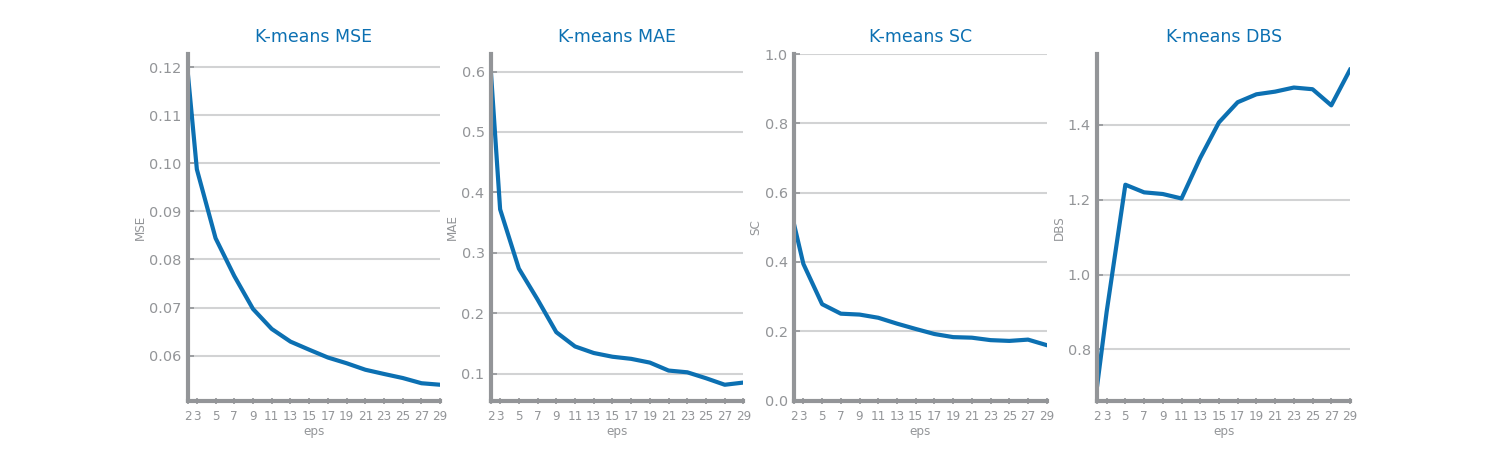 K-means MSE
0.12
0.11
0.10
0.09
0.08
0.07
0.06
MSE
2 3 5 7 9 11 13 15 17 19 21 23 25 27 29
eps
K-means MAE
0.6
0.5
0.4
0.3
0.2
0.1
MAE
2 3 5 7 9 11 13 15 17 19 21 23 25 27 29
eps
K-means SC
1.0
0.8
0.6
0.4
0.2
0.0
SC
2 3 5 7 9 11 13 15 17 19 21 23 25 27 29
eps
K-means DBS
1.4
1.2
1.0
0.8
DBS
2 3 5 7 9 11 13 15 17 19 21 23 25 27 29
eps